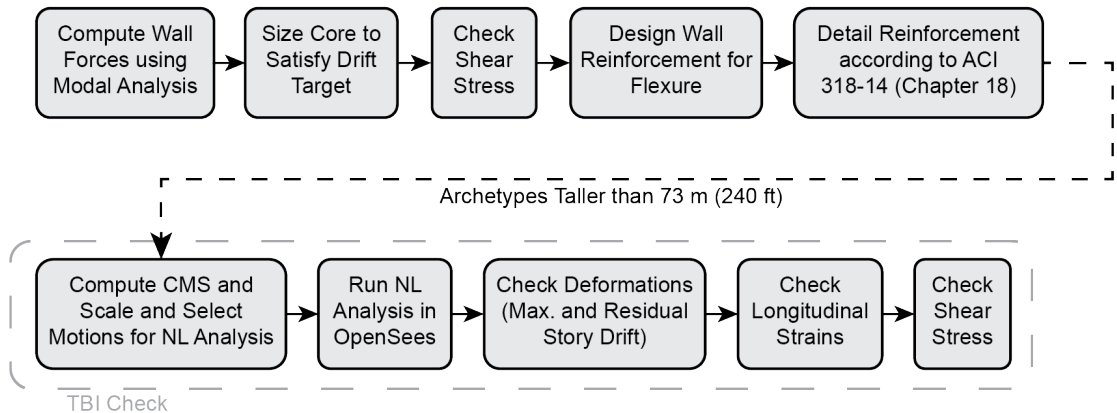 Compute Wall
Forces using
Modal Analysis
Size Core to
Satisfy Drift
Target
Check
Shear
Stress
Design Wall
Reinforcement for
Flexure
Detail Reinforcement
according to ACI
318-14 (Chapter 18)
Archetypes Taller than 73 m (240 ft)
Compute CMS and
Scale and Select
Motions for NL Analysis
Run NL
Analysis in
OpenSees
Check Deformations
(Max. and Residual
Story Drift)
Check
Longitudinal
Strains
Check
Shear
Stress
TBI Check